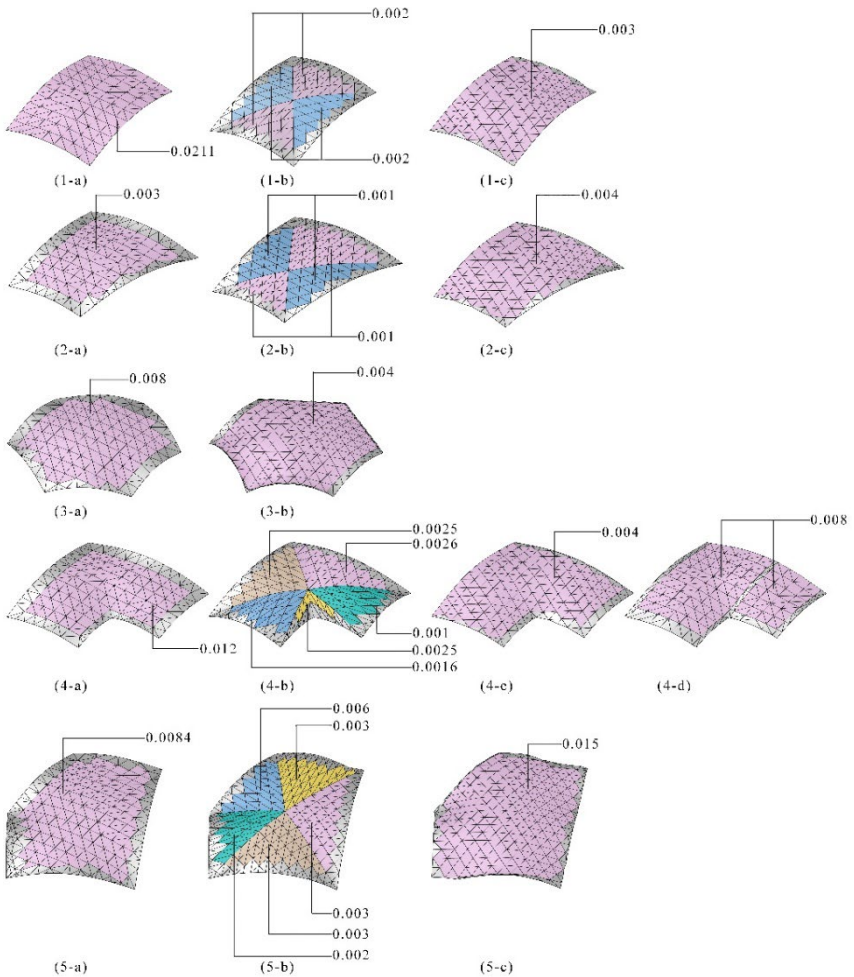 0.002
0.003
0.0211
0.002
(1-a)
(1-b)
(1-c)
0.003
0.001
0.004
0.001
(2-a)
(2-b)
(2-c)
0.008
0.004
(3-a)
(3-b)
0.0025
0.0026
0.004
0.008
0.012
0.001
0.0025
0.0016
(4-a)
(4-b)
(4-c)
(4-d)
0.006
0.003
0.0084
0.015
0.003
0.003
0.002
(5-a)
(5-b)
(5-c)